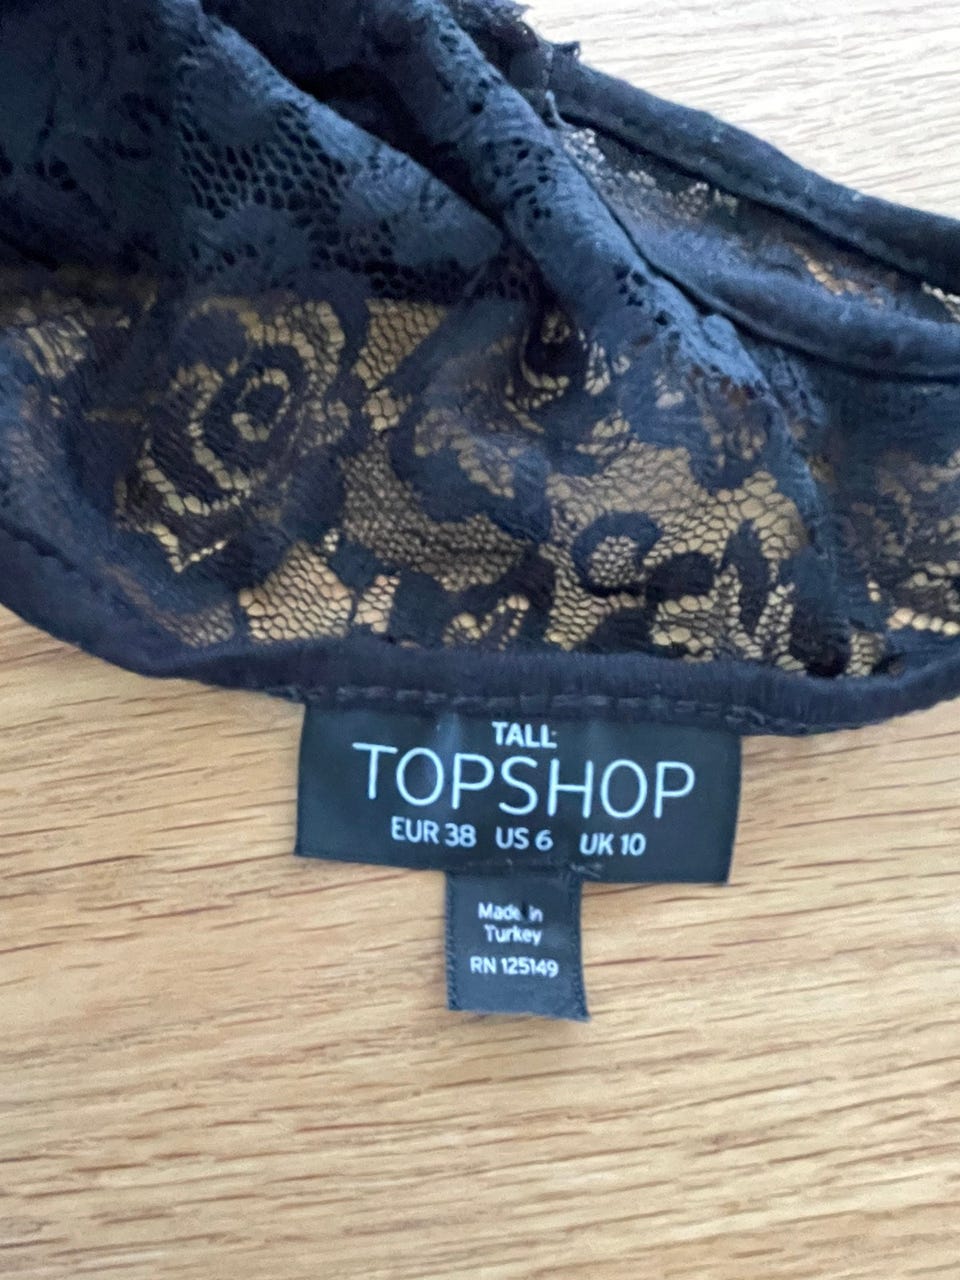 TALL
TOPSHOP
EUR 38 US 6 UK 10
Made in
Turkey
RN 125149